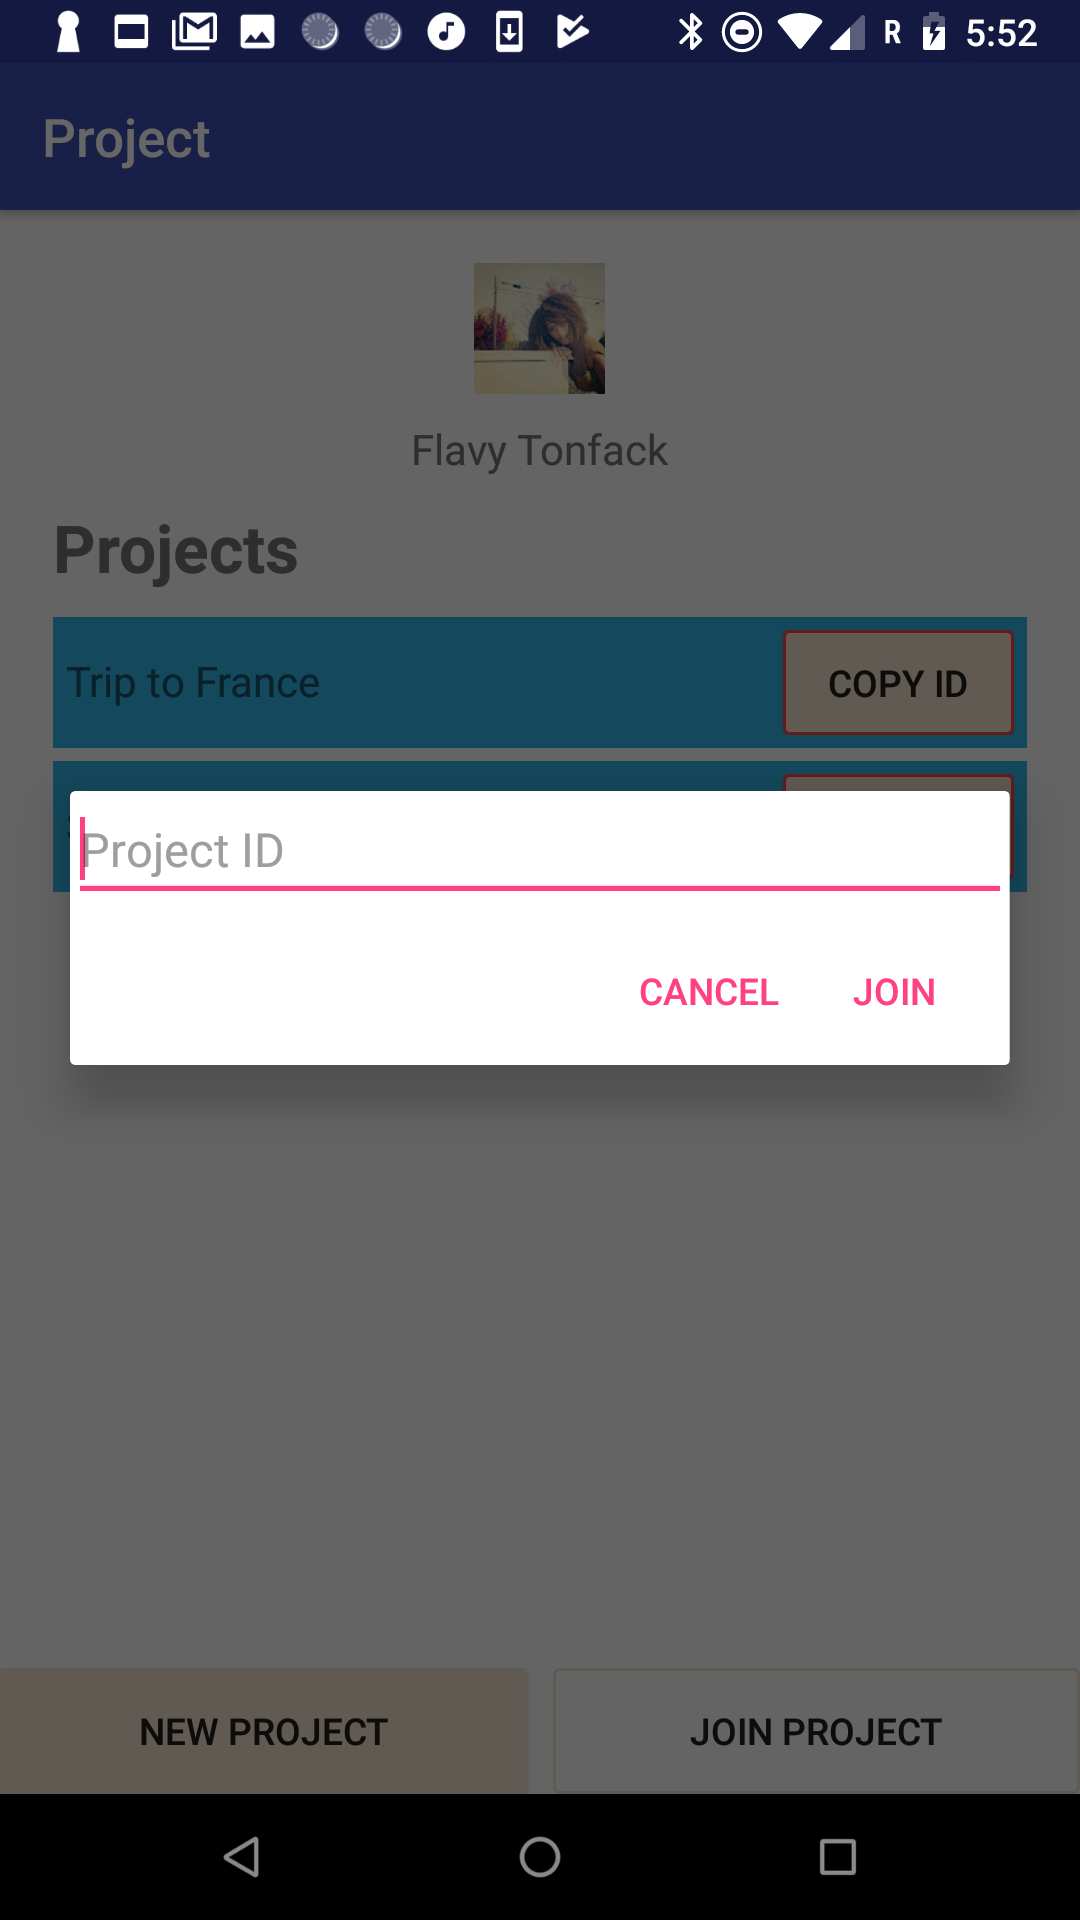 R 5:52
Project
Flavy Tonfack
Projects
Trip to France
COPY ID
Project ID
CANCEL
JOIN
NEW PROJECT
JOIN PROJECT